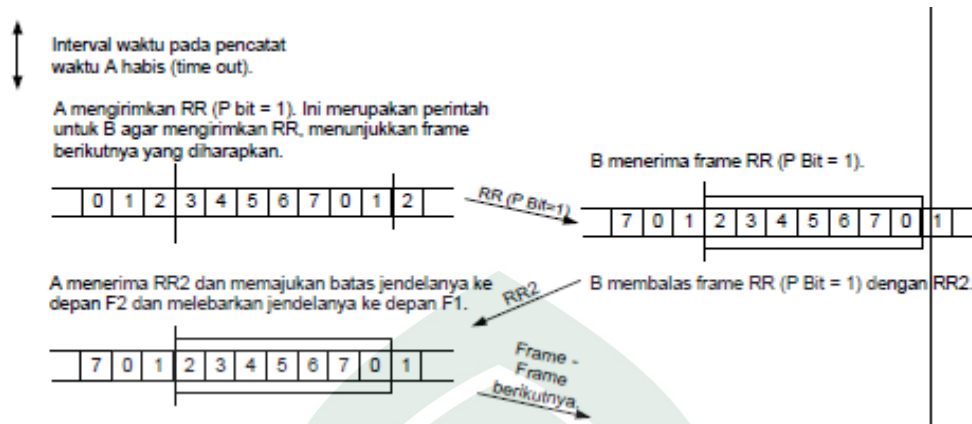 Interval waktu pada pencatat
waktu A habis (time out).
A mengirimkan RR (P bit = 1). Ini merupakan perintah
untuk B agar mengirimkan RR, menunjukkan frame
berikutnya yang diharapkan.
B menerima frame RR (P Bit = 1).
0 1 2 3 4 5 6 7 0 1 2
RR (P Bit=1)
7 0 1 2 3 4 5 6 7 0 1
A menerima RR2 dan memajukan batas jendelanya ke
depan F2 dan melebarkan jendelanya ke depan F1.
RR2
B membalas frame RR (P Bit = 1) dengan RR2.
7 0 1 2 3 4 5 6 7 0 1
Frame -
Frame
berikutnya.